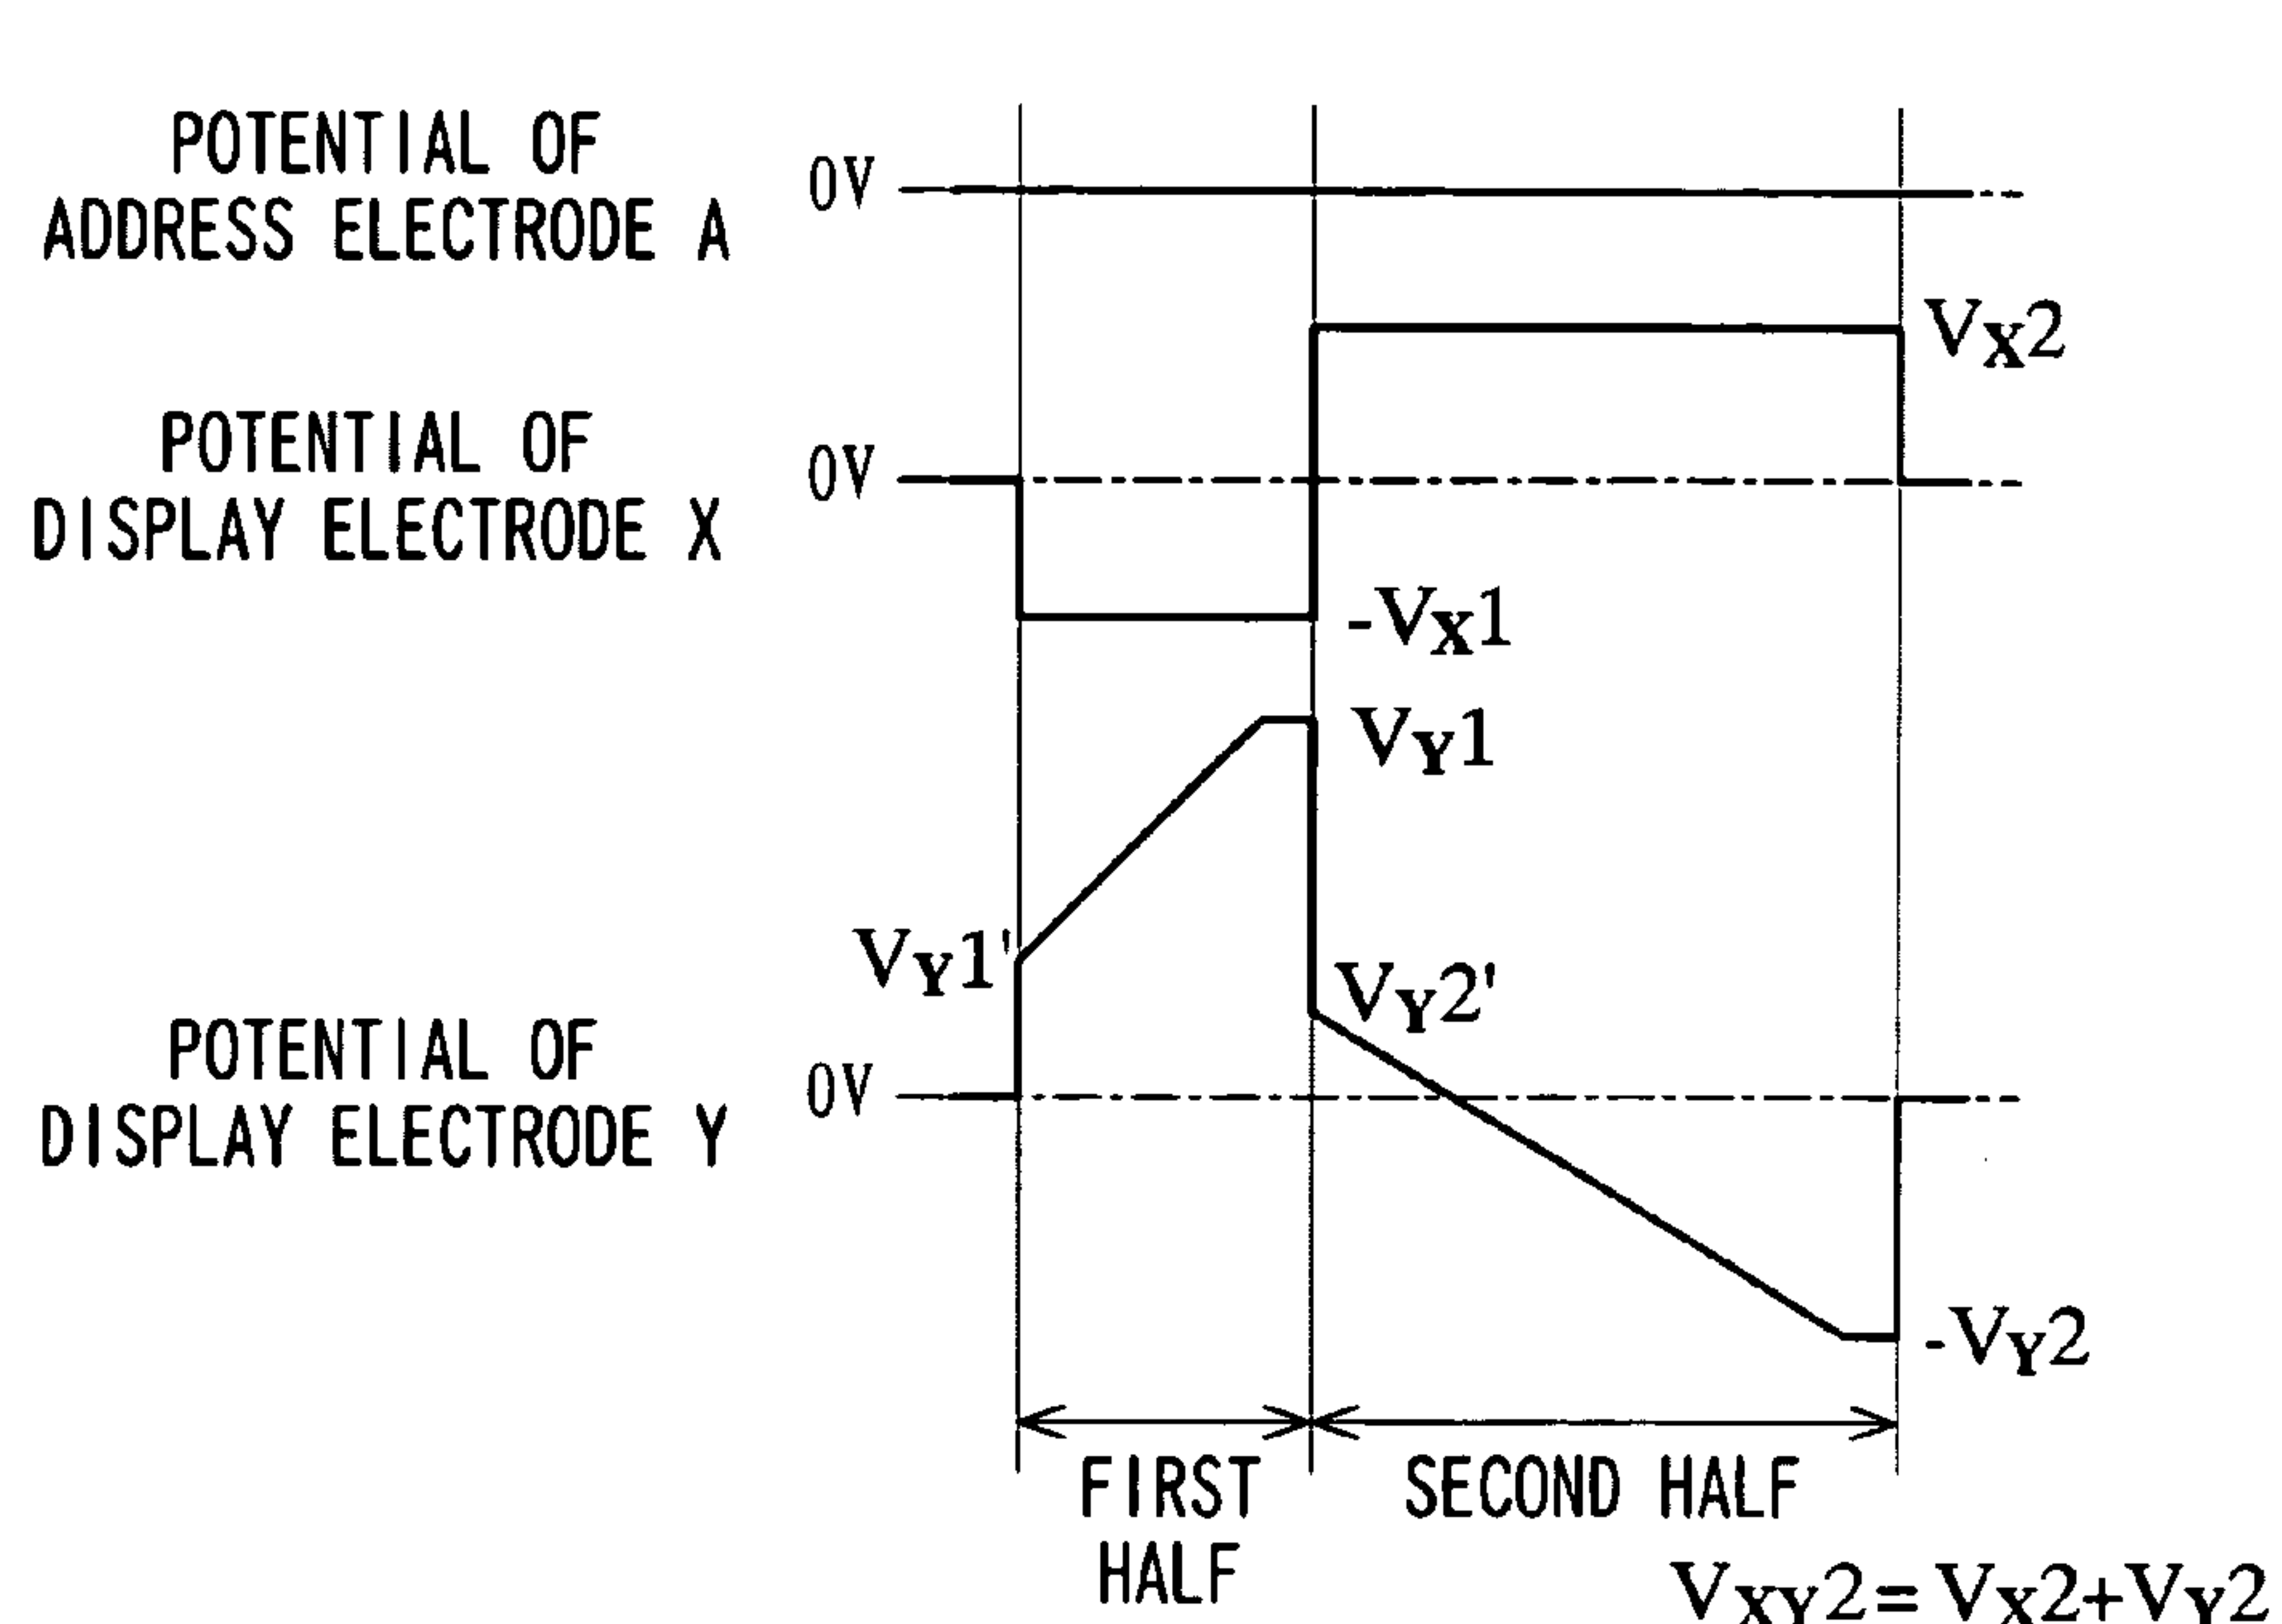 POTENTIAL OF
ADDRESS ELECTRODE A
0V
VX2
POTENTIAL OF
DISPLAY ELECTRODE X
0V
-VX1
VY1
VY1'
VY2'
POTENTIAL OF
DISPLAY ELECTRODE Y
0V
-VY2
FIRST
HALF
SECOND HALF
VXY2=VX2+VY2